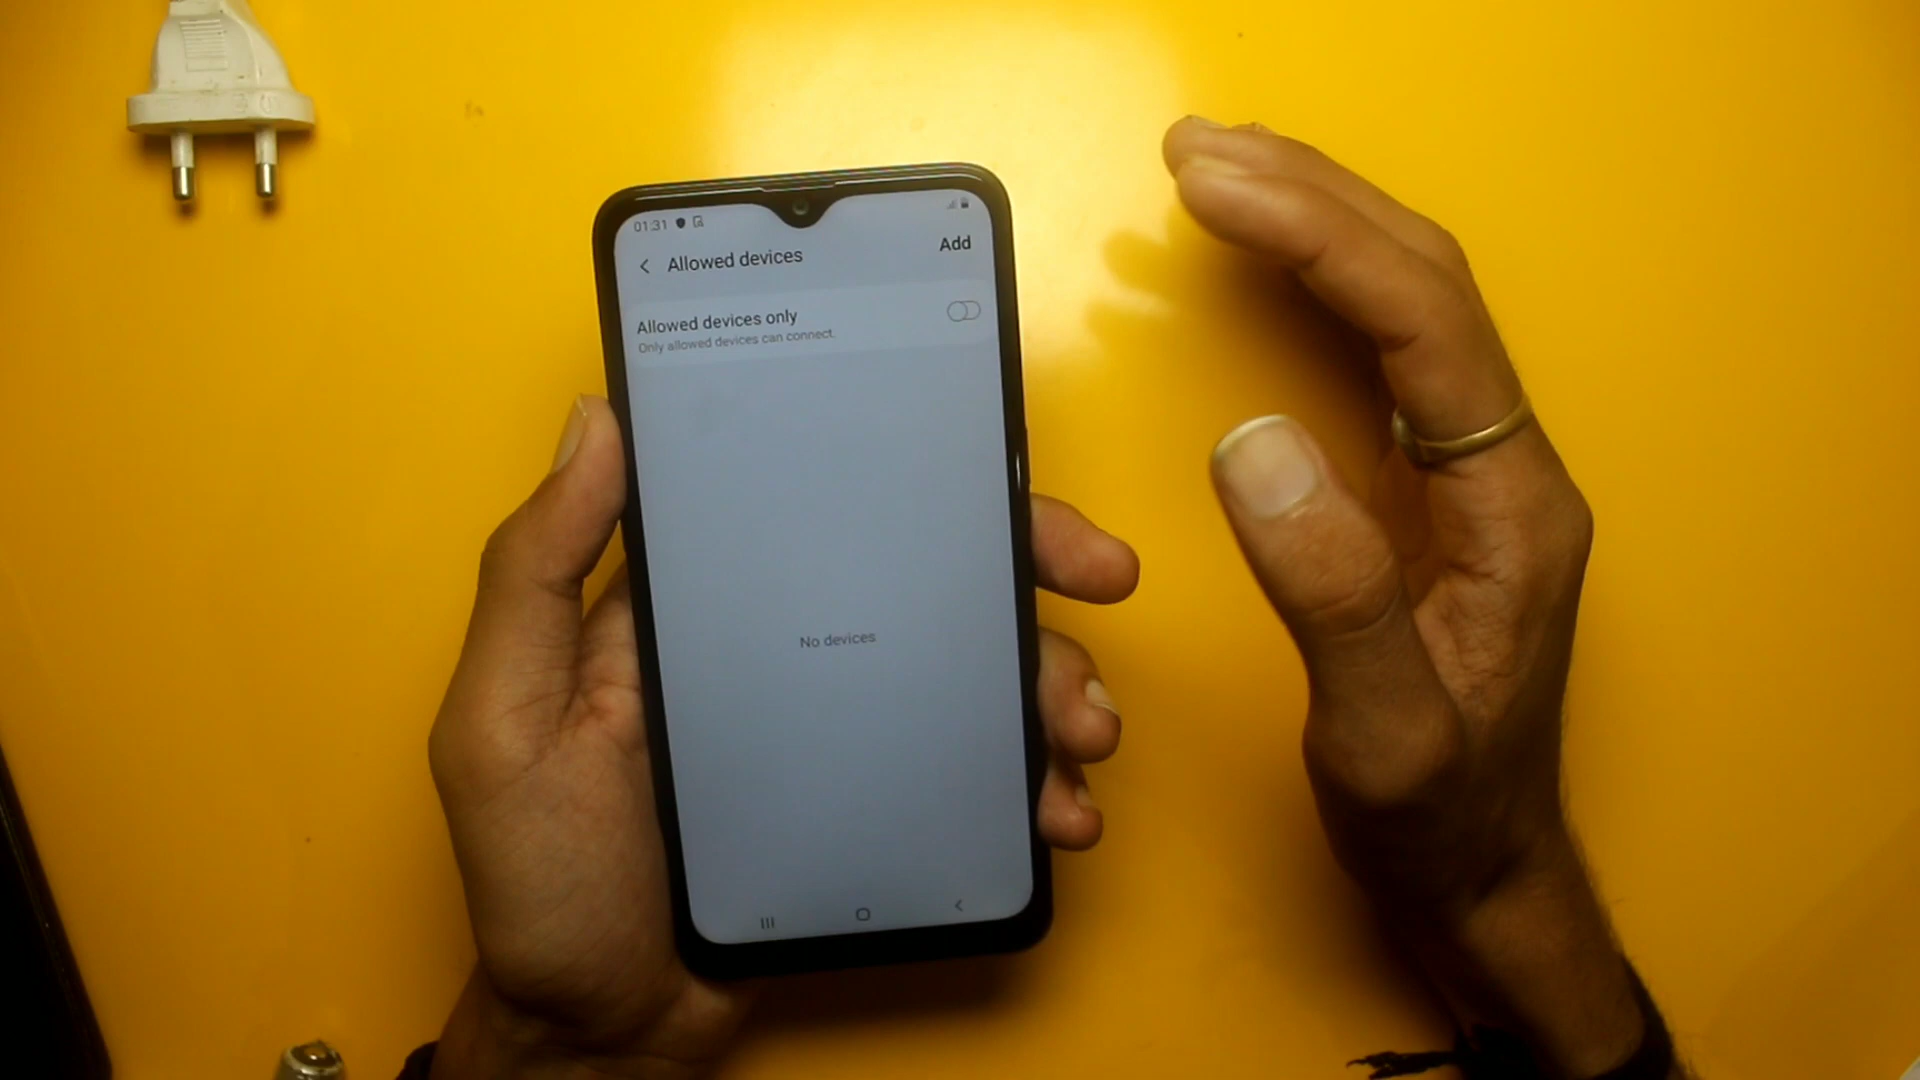 01:31
Allowed devices
Add
Allowed devices only
Only allowed devices can connect.
No devices